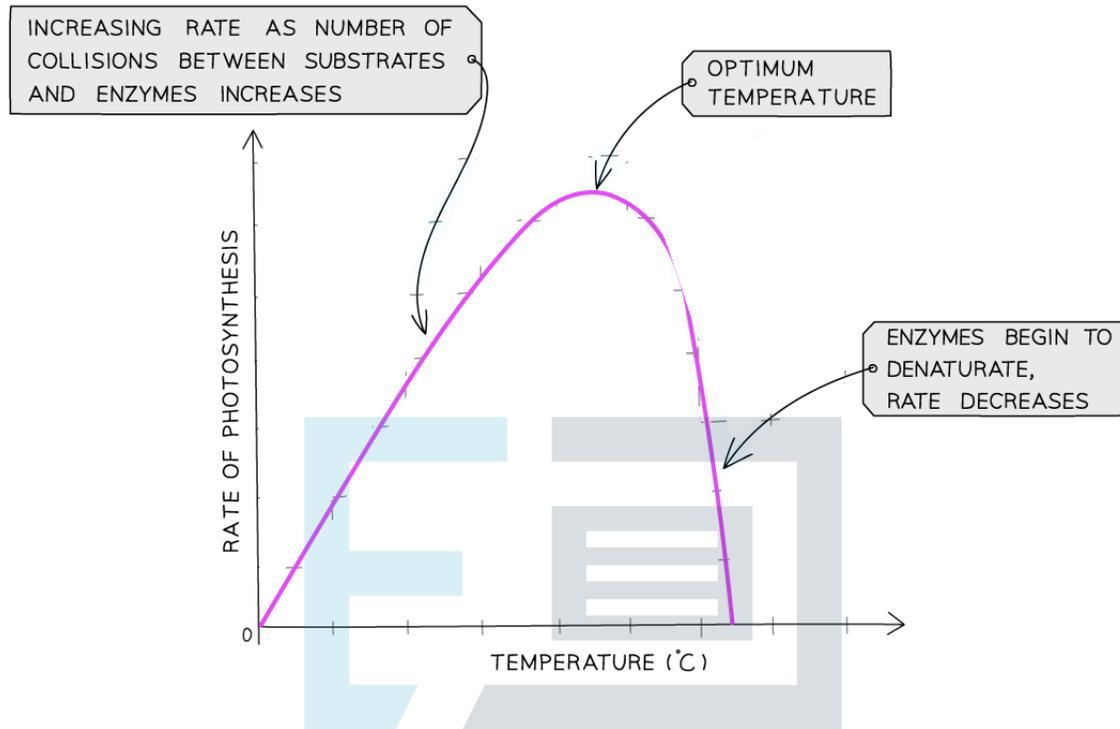 INCREASING RATE AS NUMBER OF
COLLISIONS BETWEEN SUBSTRATES
AND ENZYMES INCREASES
OPTIMUM
TEMPERATURE
RATE OF PHOTOSYNTHESIS
ENZYMES BEGIN TO
DENATURATE,
RATE DECREASES
0
TEMPERATURE (°C)